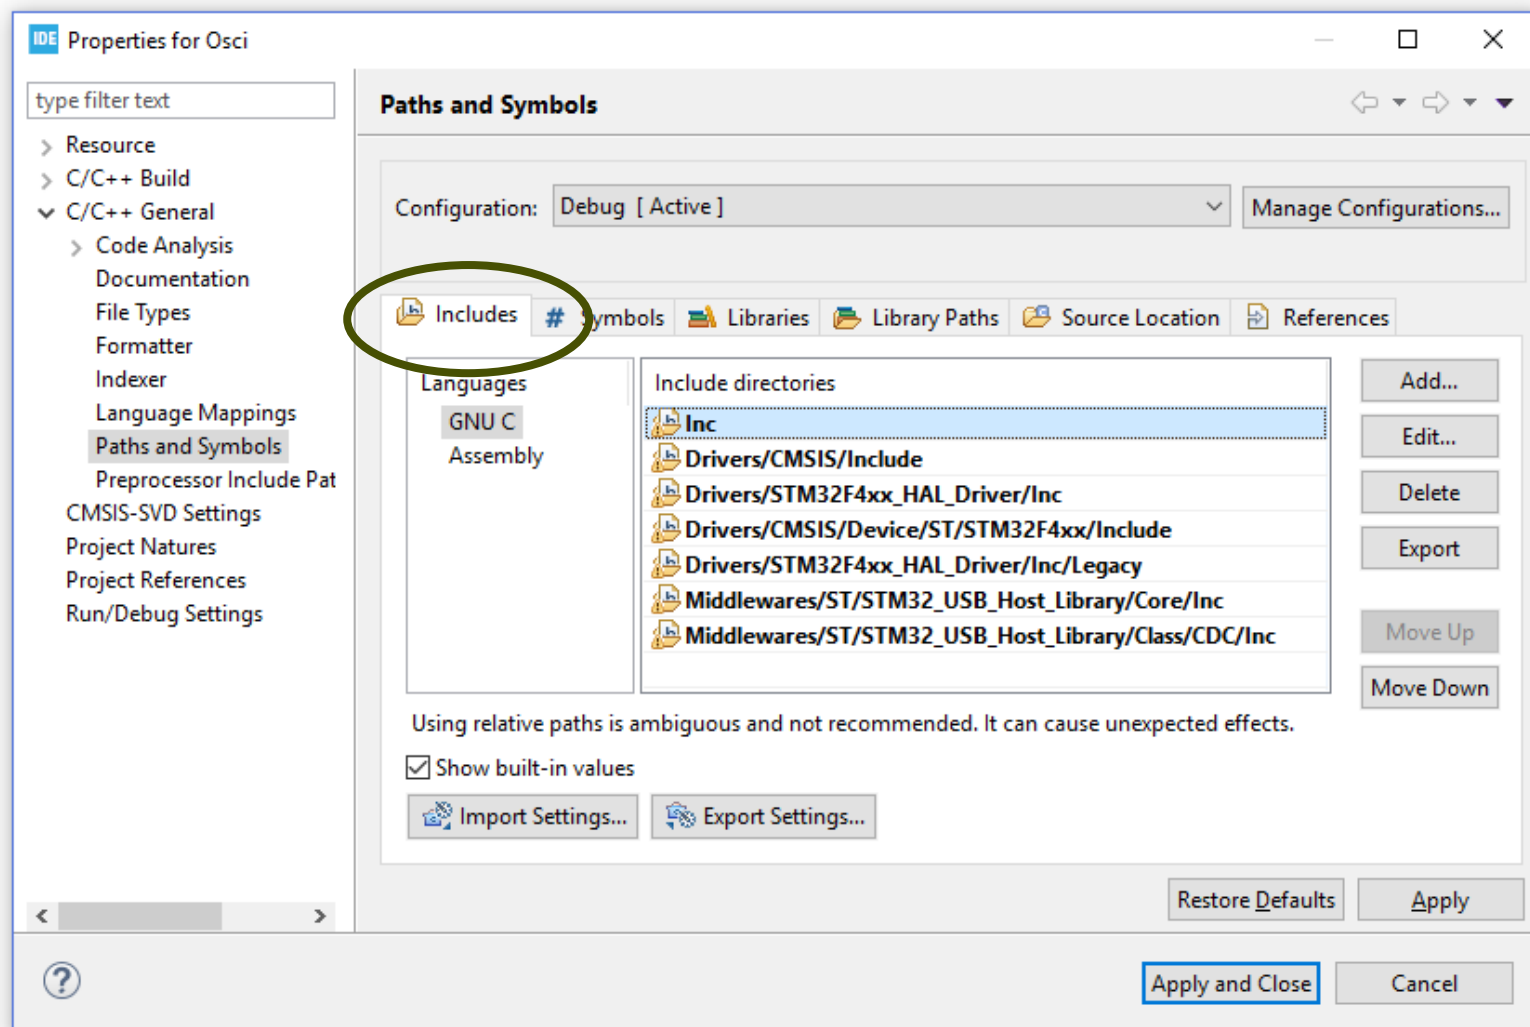 IDE Properties for Osci
type filter text
Resource
C/C++ Build
C/C++ General
Code Analysis
Documentation
File Types
Formatter
Indexer
Language Mappings
Paths and Symbols
Preprocessor Include Pat
CMSIS-SVD Settings
Project Natures
Project References
Run/Debug Settings
Paths and Symbols
Configuration: Debug [ Active ] Manage Configurations...
Includes # Symbols Libraries Library Paths Source Location References
Languages
GNU C
Assembly
Include directories
Inc
Drivers/CMSIS/Include
Drivers/STM32F4xx_HAL_Driver/Inc
Drivers/CMSIS/Device/ST/STM32F4xx/Include
Drivers/STM32F4xx_HAL_Driver/Inc/Legacy
Middlewares/ST/STM32_USB_Host_Library/Core/Inc
Middlewares/ST/STM32_USB_Host_Library/Class/CDC/Inc
Add...
Edit...
Delete
Export
Move Up
Move Down
Using relative paths is ambiguous and not recommended. It can cause unexpected effects.
Show built-in values
Import Settings... Export Settings...
Restore Defaults Apply
? Apply and Close Cancel